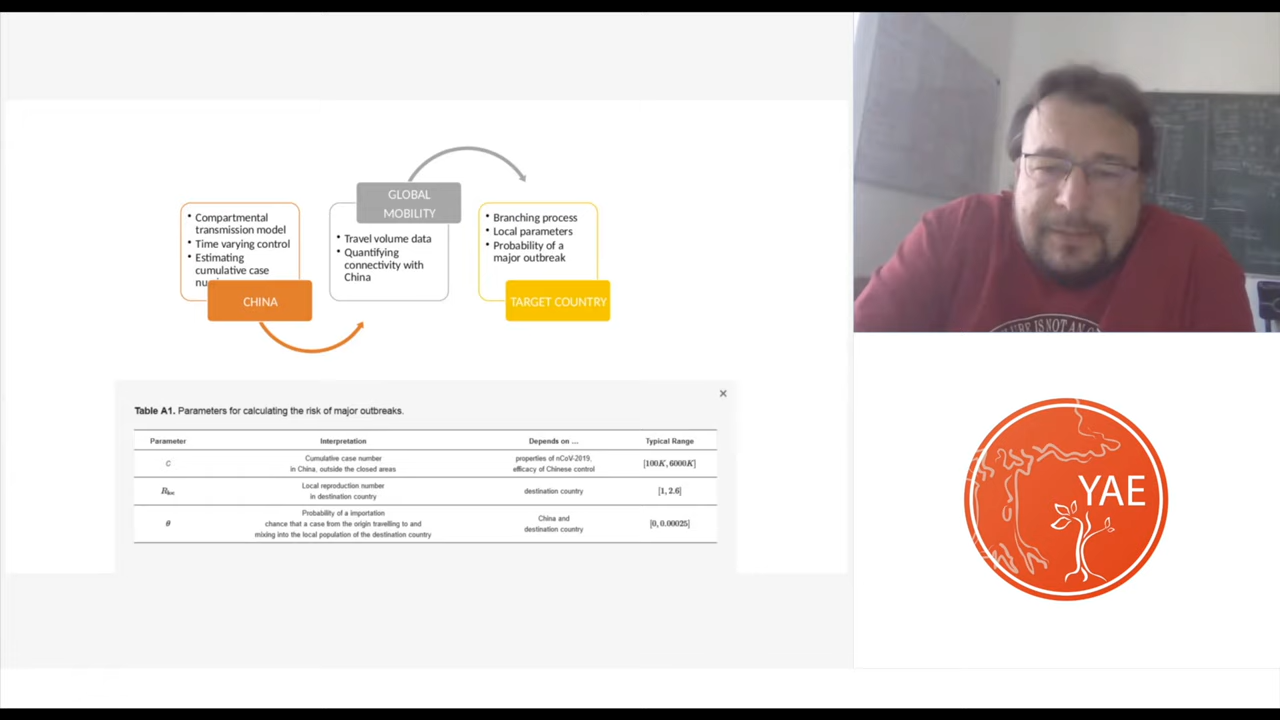 GLOBAL
MOBILITY
• Compartmental
transmission model
• Time varying control
• Estimating
cumulative case
CHINA
• Travel volume data
• Quantifying
connectivity with
China
• Branching process
• Local parameters
• Probability of a
major outbreak
TARGET COUNTRY
Table A1. Parameters for calculating the risk of major outbreaks.
Parameter Interpretation Depends on ... Typical Range
C Cumulative case number
in China, outside the closed areas
properties of nCoV-2019,
efficacy of Chinese control
[100K, 6000K]
R_loc Local reproduction number
in destination country
destination country
[1, 2.6]
θ Probability of a importation
chance that a case from the origin travelling to and
mixing into the local population of the destination country
China and
destination country
[0, 0.00025]
YAE